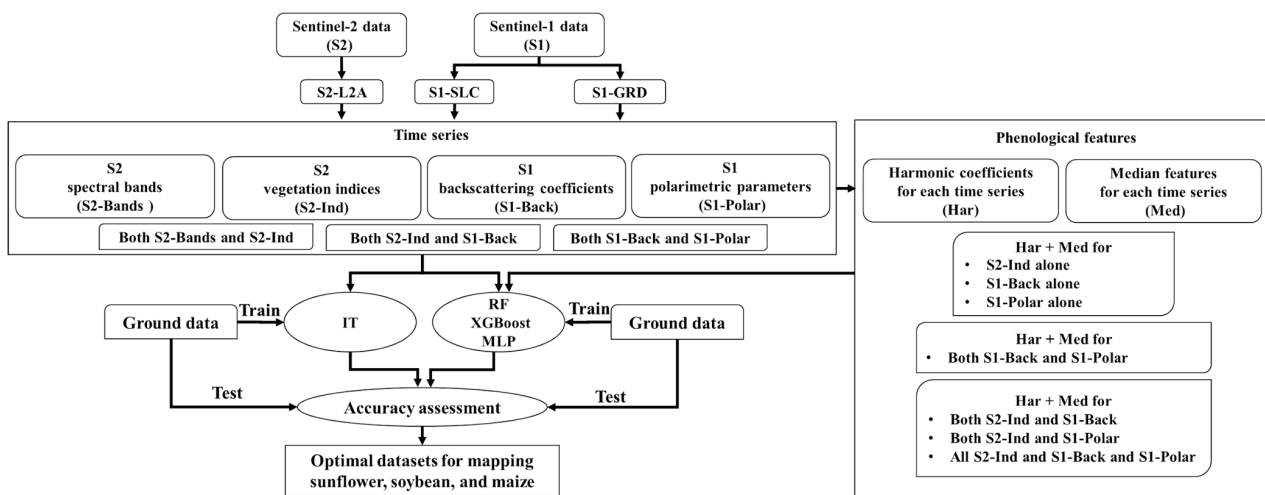 Sentinel-2 data
(S2)
Sentinel-1 data
(S1)
S2-L2A
S1-SLC
S1-GRD
Time series
S2
spectral bands
(S2-Bands )
S2
vegetation indices
(S2-Ind)
S1
backscattering coefficients
(S1-Back)
S1
polarimetric parameters
(S1-Polar)
Both S2-Bands and S2-Ind
Both S2-Ind and S1-Back
Both S1-Back and S1-Polar
Phenological features
Harmonic coefficients
for each time series
(Har)
Median features
for each time series
(Med)
Har + Med for
• S2-Ind alone
• S1-Back alone
• S1-Polar alone
Har + Med for
• Both S1-Back and S1-Polar
Har + Med for
• Both S2-Ind and S1-Back
• Both S2-Ind and S1-Polar
• All S2-Ind and S1-Back and S1-Polar
Ground data
Train
IT
RF
XGBoost
MLP
Train
Ground data
Test
Accuracy assessment
Test
Optimal datasets for mapping
sunflower, soybean, and maize